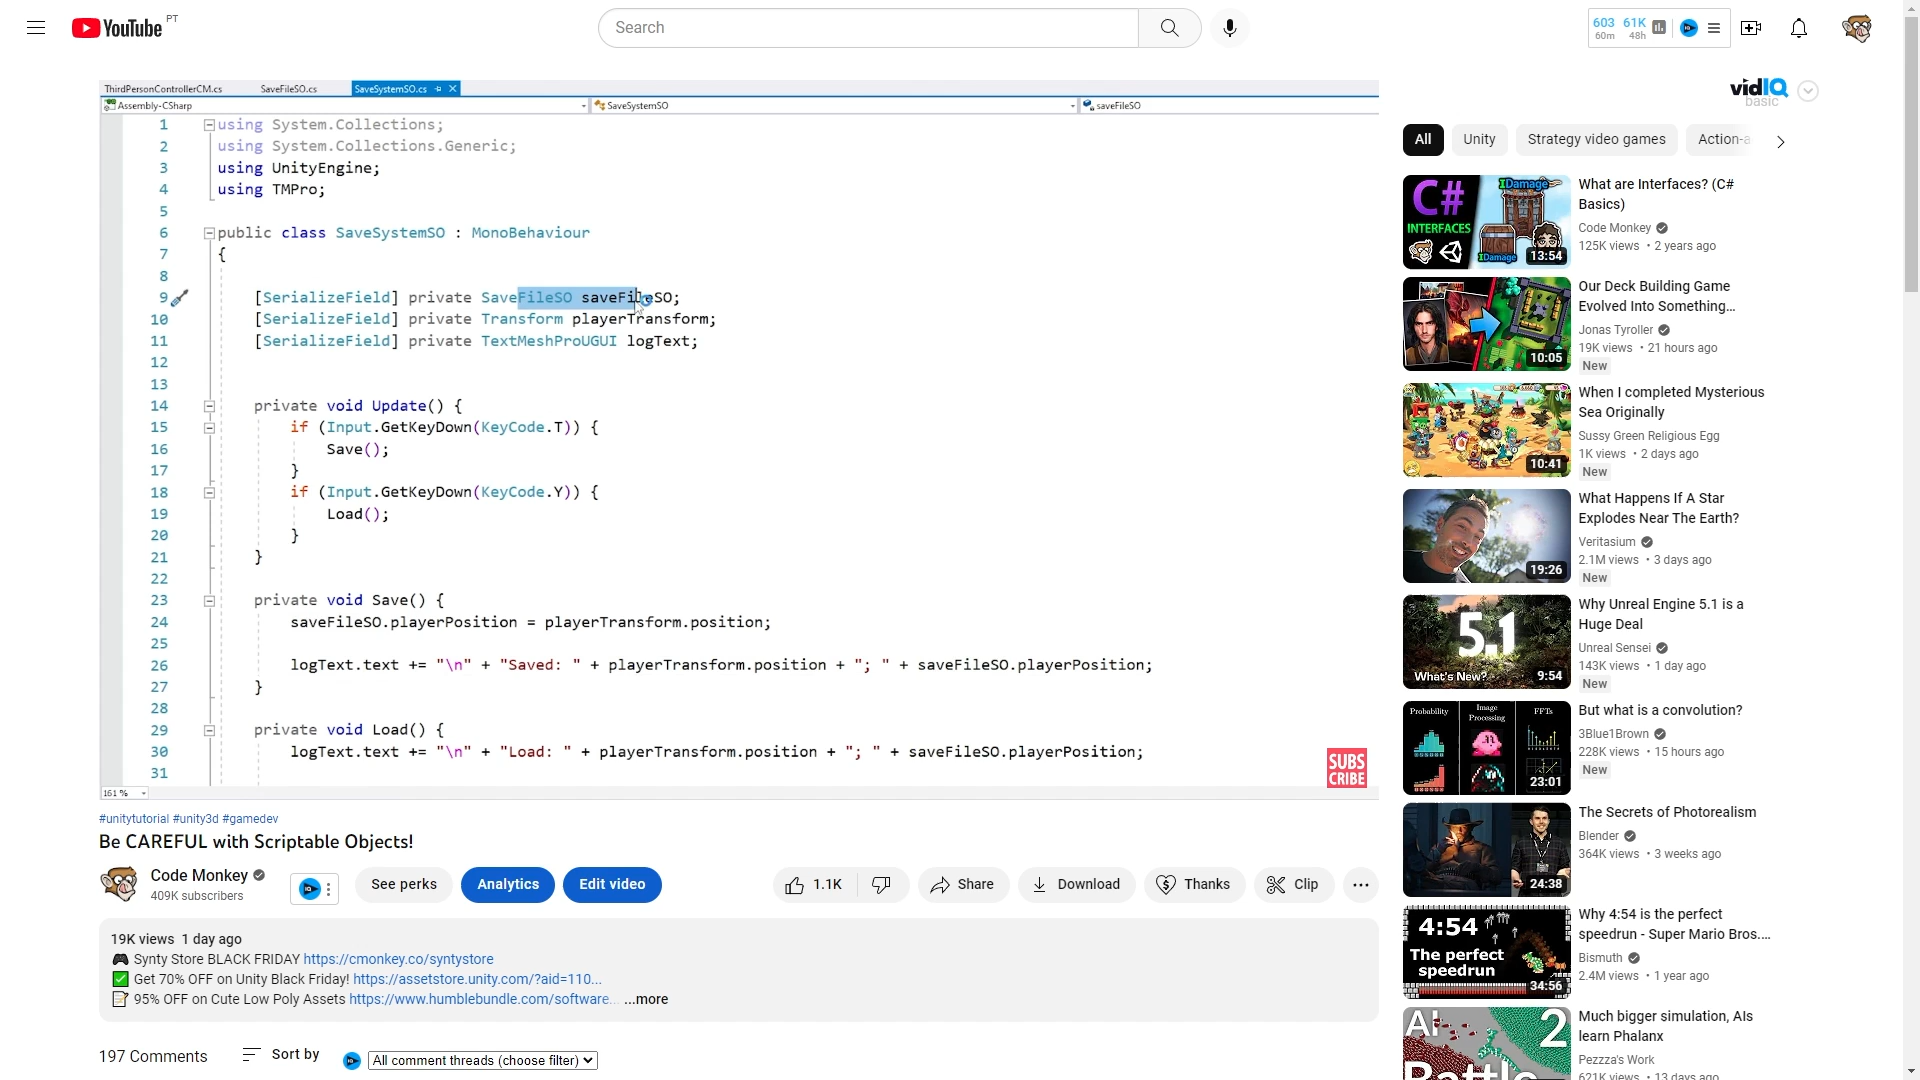 YouTube PT
Search
603 61K
60m 48h
ThirdPersonControllerCM.cs SaveFileSO.cs SaveSystemSO.cs
Assembly-CSharp SaveSystemSO saveFileSO
1 using System.Collections;
2 using System.Collections.Generic;
3 using UnityEngine;
4 using TMPro;
5
6 public class SaveSystemSO : MonoBehaviour
7 {
8
9 [SerializeField] private SaveFileSO saveFileSO;
10 [SerializeField] private Transform playerTransform;
11 [SerializeField] private TextMeshProUGUI logText;
12
13
14 private void Update() {
15 if (Input.GetKeyDown(KeyCode.T)) {
16 Save();
17 }
18 if (Input.GetKeyDown(KeyCode.Y)) {
19 Load();
20 }
21 }
22
23 private void Save() {
24 saveFileSO.playerPosition = playerTransform.position;
25
26 logText.text += "\n" + "Saved: " + playerTransform.position + "; " + saveFileSO.playerPosition;
27 }
28
29 private void Load() {
30 logText.text += "\n" + "Load: " + playerTransform.position + "; " + saveFileSO.playerPosition;
31
161 %
SUBS
CRIBE
#unitytutorial #unity3d #gamedev
Be CAREFUL with Scriptable Objects!
Code Monkey
409K subscribers
See perks Analytics Edit video 1.1K Share Download Thanks Clip
19K views 1 day ago
Synty Store BLACK FRIDAY https://cmonkey.co/syntystore
Get 70% OFF on Unity Black Friday! https://assetstore.unity.com/?aid=110...
95% OFF on Cute Low Poly Assets https://www.humblebundle.com/software... ...more
197 Comments Sort by All comment threads (choose filter)
vidIQ
basic
All Unity Strategy video games Action-a
C#
INTERFACES
IDamage
IDamage
IDamage
13:54
What are Interfaces? (C#
Basics)
Code Monkey
125K views • 2 years ago
10:05
Our Deck Building Game
Evolved Into Something...
Jonas Tyroller
19K views • 21 hours ago
New
10:41
When I completed Mysterious
Sea Originally
Sussy Green Religious Egg
1K views • 2 days ago
New
19:26
What Happens If A Star
Explodes Near The Earth?
Veritasium
2.1M views • 3 days ago
New
5.1
What's New?
9:54
Why Unreal Engine 5.1 is a
Huge Deal
Unreal Sensei
143K views • 1 day ago
New
Probability Image Processing FFTs
23:01
But what is a convolution?
3Blue1Brown
228K views • 15 hours ago
New
24:38
The Secrets of Photorealism
Blender
364K views • 3 weeks ago
4:54
The perfect
speedrun
34:56
Why 4:54 is the perfect
speedrun - Super Mario Bros....
Bismuth
2.4M views • 1 year ago
AI 2
Battle
Much bigger simulation, AIs
learn Phalanx
Pezzza's Work
621K views • 13 days ago